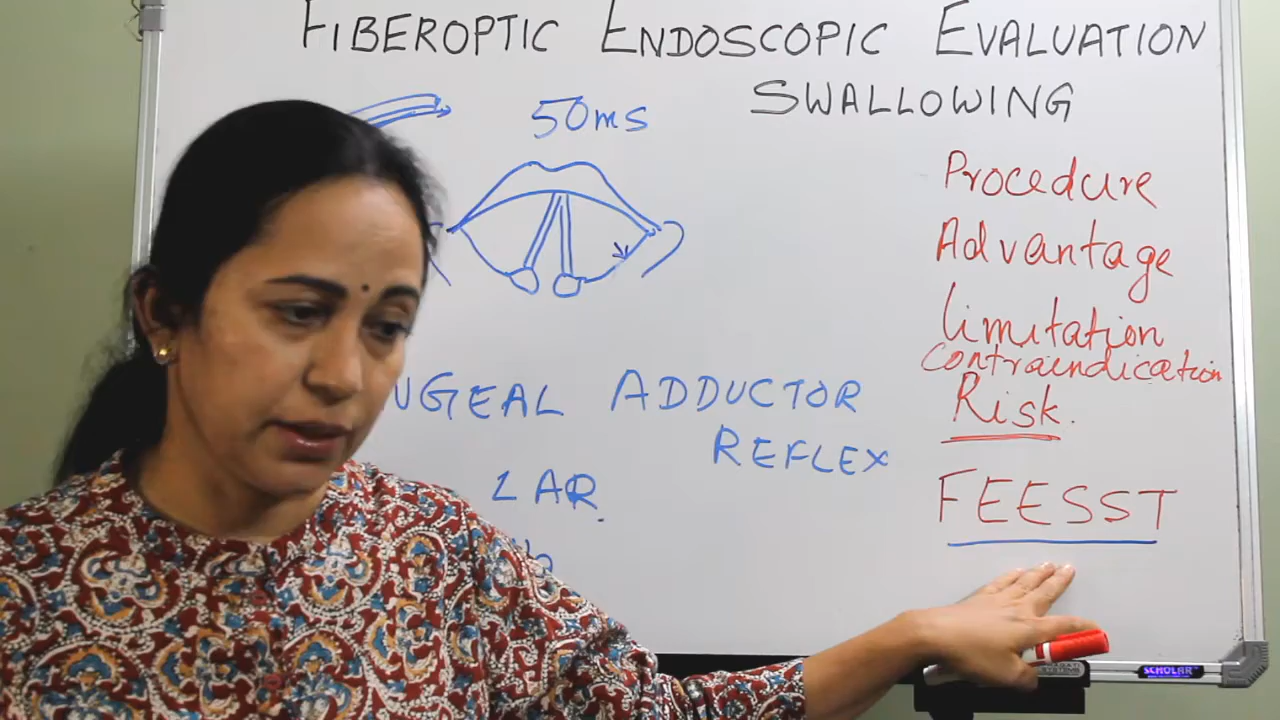 FIBEROPTIC ENDOSCOPIC EVALUATION
SWALLOWING
50ms
Procedure
Advantage
limitation
contraindication
Risk.
UGEAL ADDUCTOR
REFLEX
LAR.
FEESST
SCHOLAR